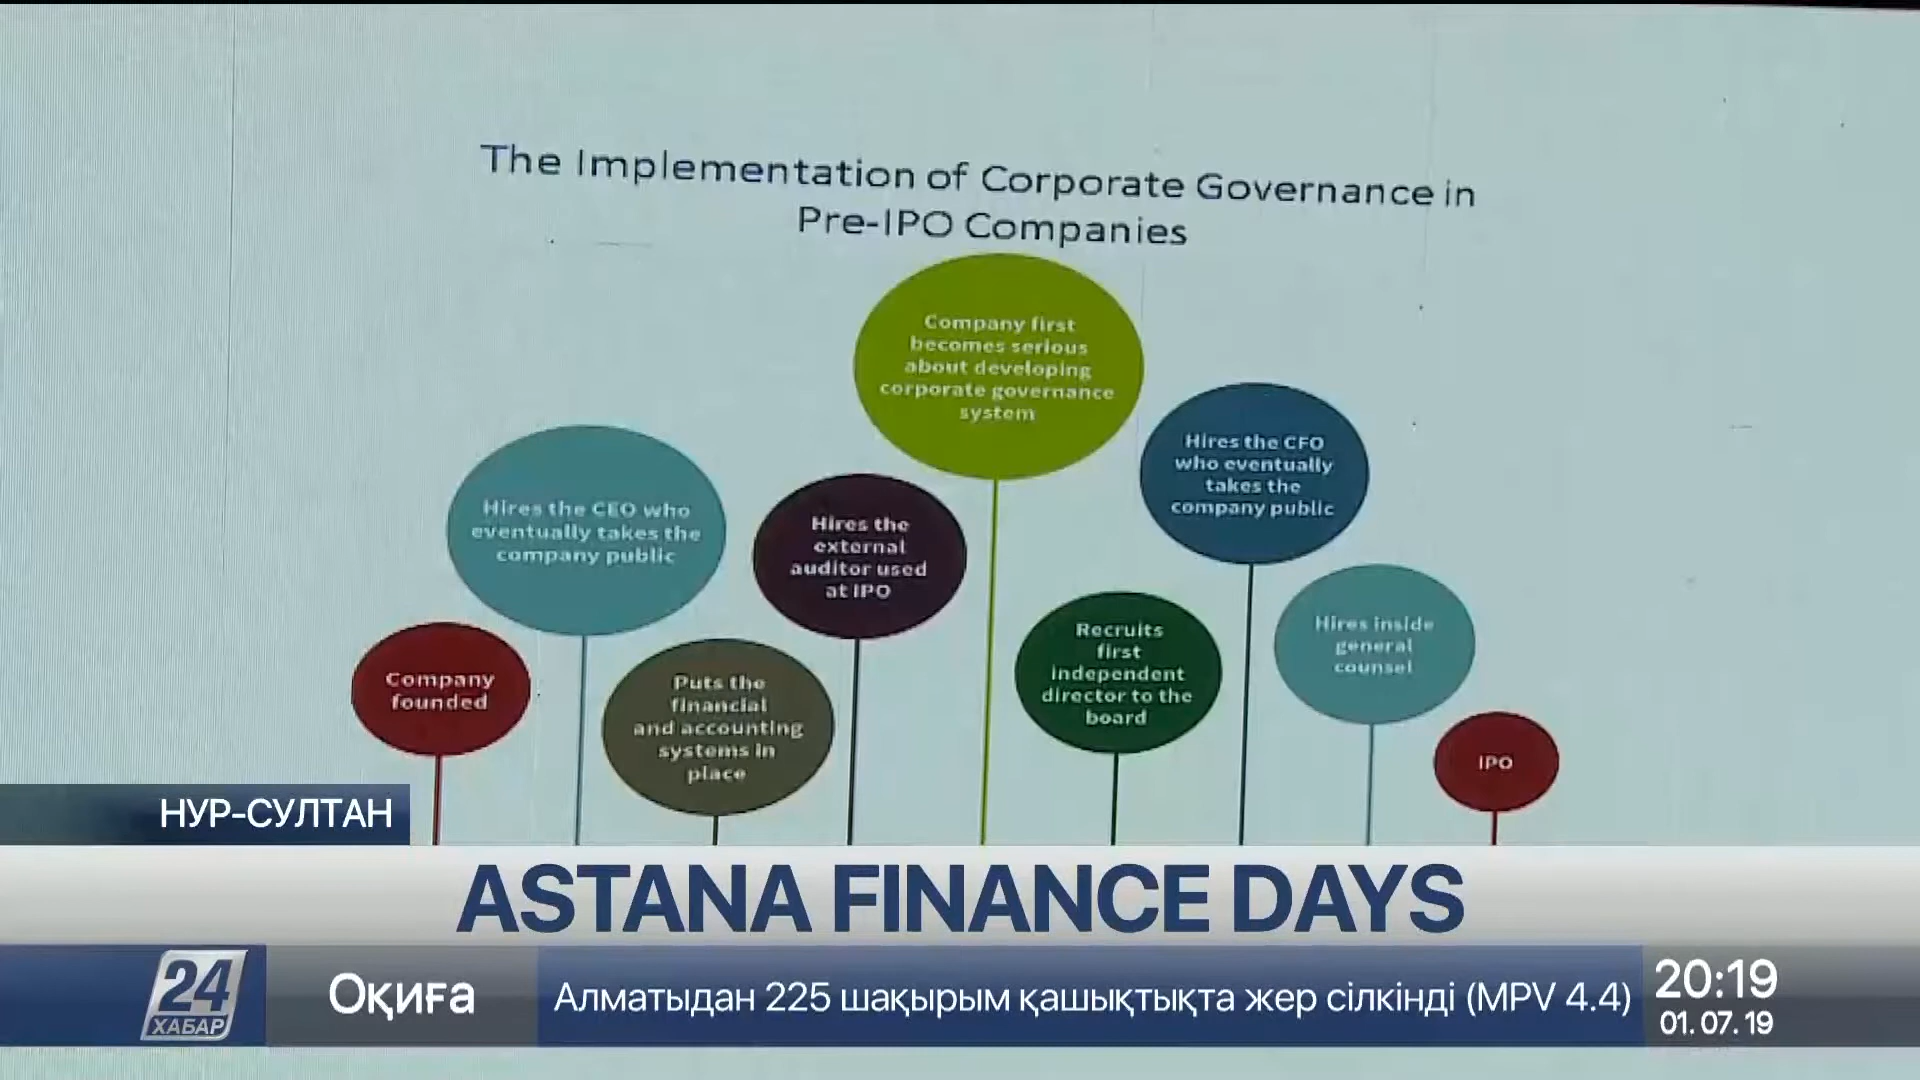 The Implementation of Corporate Governance in
Pre-IPO Companies
Company first
becomes serious
about developing
corporate governance
system
Hires the CFO
who eventually
takes the
company public
Hires the CEO who
eventually takes the
company public
Hires the
external
auditor used
at IPO
Recruits
first
independent
director to the
board
Hires inside
general
counsel
Company
founded
Puts the
financial
and accounting
systems in
place
IPO
НУР-СУЛТАН
ASTANA FINANCE DAYS
24
ХАБАР
Оқиға
Алматыдан 225 шақырым қашықтықта жер сілкінді (MPV 4.4)
20:19
01. 07. 19